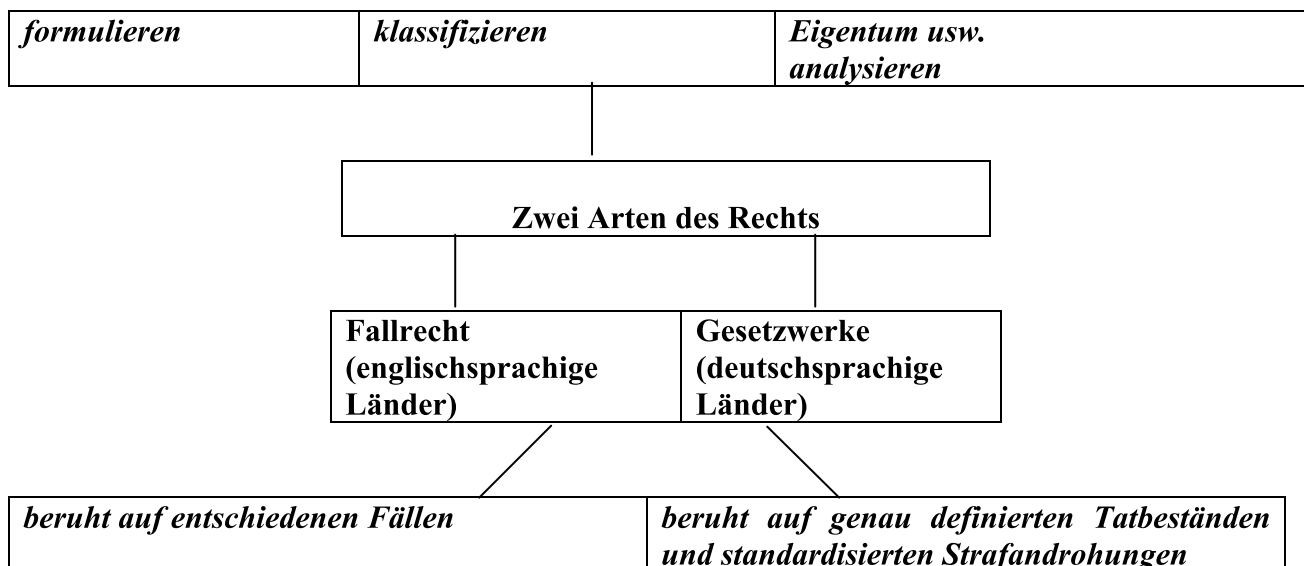 formulieren
klassifizieren
Eigentum usw.
analysieren
Zwei Arten des Rechts
Fallrecht
(englischsprachige
Länder)
Gesetzwerke
(deutschsprachige
Länder)
beruht auf entschiedenen Fällen
beruht auf genau definierten Tatbeständen
und standardisierten Strafandrohungen